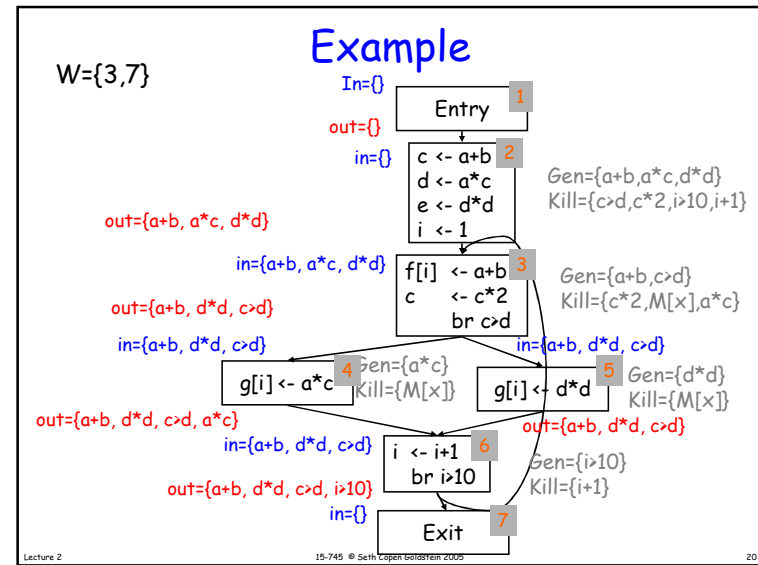 Example
W={3,7}
In={}
Entry
1
out={}
in={}
c <- a+b
d <- a*c
e <- d*d
i <- 1
2
Gen={a+b,a*c,d*d}
Kill={c>d,c*2,i>10,i+1}
out={a+b, a*c, d*d}
in={a+b, a*c, d*d}
f[i] <- a+b
c <- c*2
br c>d
3
Gen={a+b,c>d}
Kill={c*2,M[x],a*c}
out={a+b, d*d, c>d}
in={a+b, d*d, c>d}
in={a+b, d*d, c>d}
g[i] <- a*c
4
Gen={a*c}
Kill={M[x]}
g[i] <- d*d
5
Gen={d*d}
Kill={M[x]}
out={a+b, d*d, c>d, a*c}
out={a+b, d*d, c>d}
in={a+b, d*d, c>d}
i <- i+1
br i>10
6
Gen={i>10}
Kill={i+1}
out={a+b, d*d, c>d, i>10}
in={}
Exit
7
Lecture 2
15-745 © Seth Copen Goldstein 2005
20